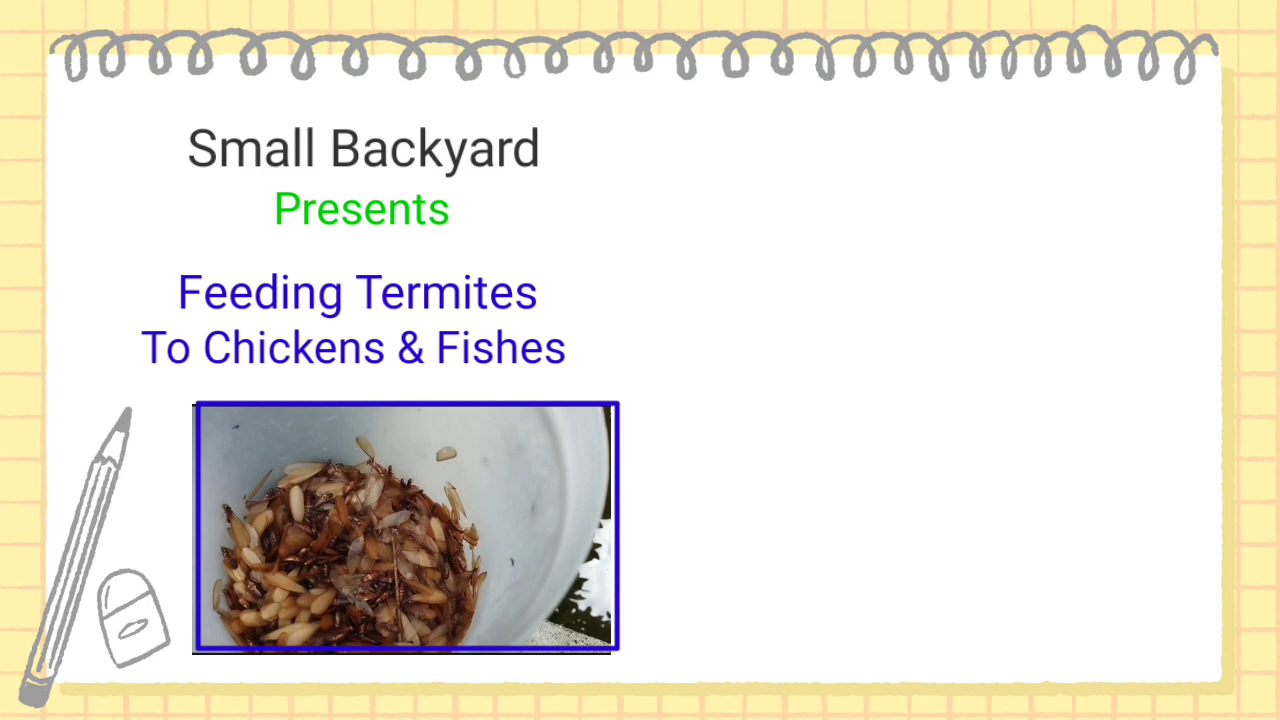 Small Backyard
Presents
Feeding Termites
To Chickens & Fishes